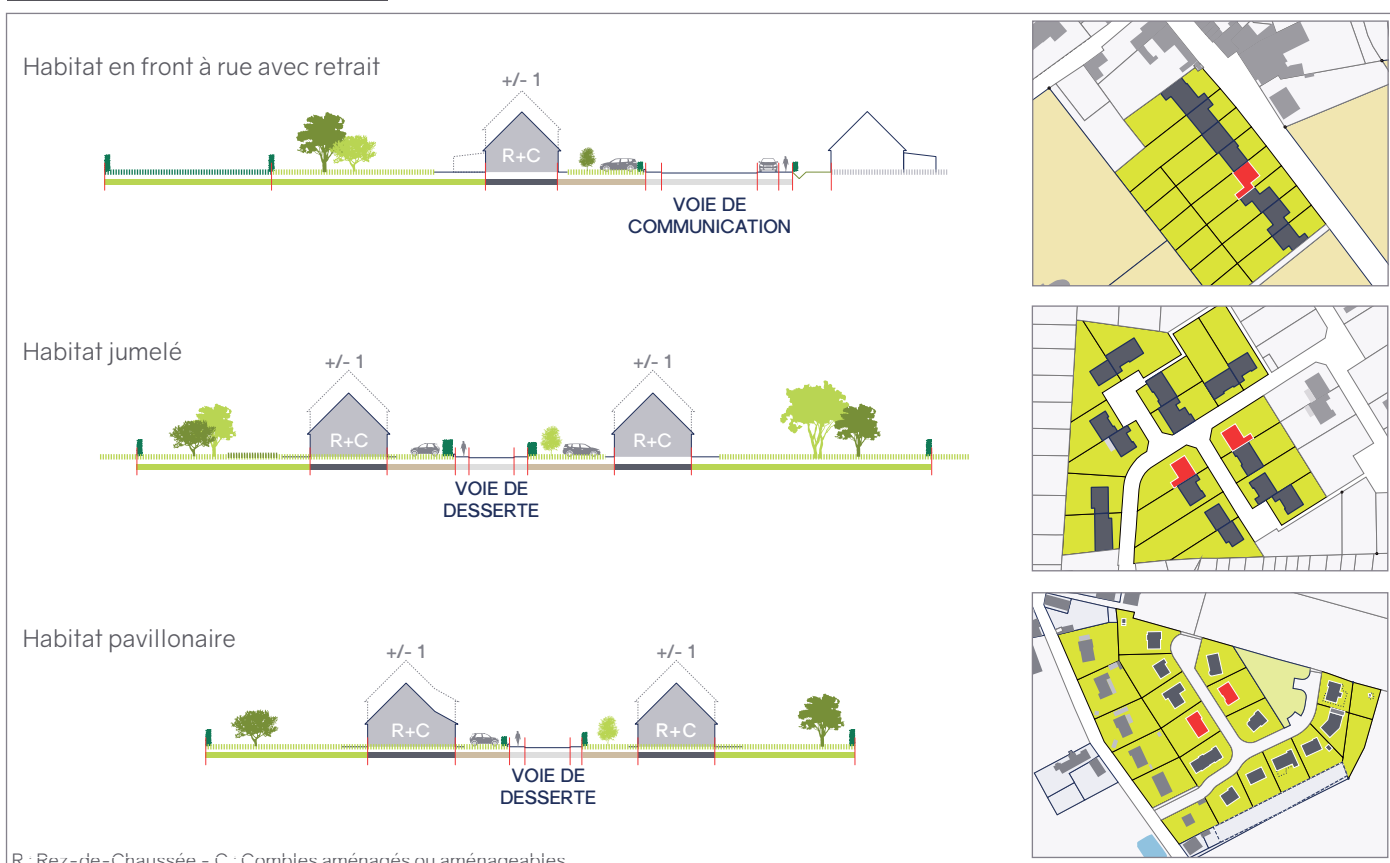 Habitat en front à rue avec retrait
+/- 1
R+C
VOIE DE
COMMUNICATION
Habitat jumelé
+/- 1
+/- 1
R+C
R+C
VOIE DE
DESSERTE
Habitat pavillonaire
+/- 1
+/- 1
R+C
R+C
VOIE DE
DESSERTE
R : Rez-de-Chaussée - C : Combles aménagés ou aménageables